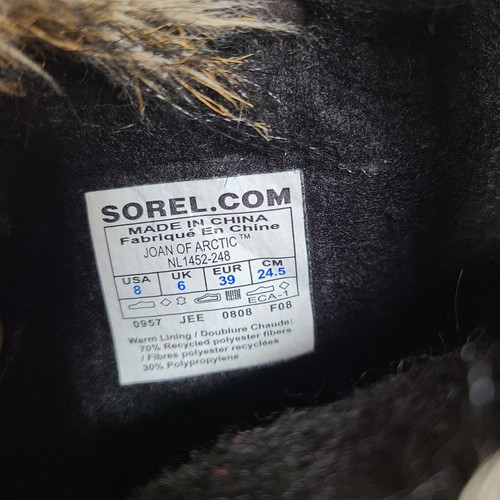 SOREL.COM
MADE IN CHINA
Fabriqué En Chine
JOAN OF ARCTIC™
NL1452-248
USA UK EUR CM
8 6 39 24.5
ECA-1
0957 JEE 0808 F08
Warm Lining / Doublure Chaude:
70% Recycled polyester fibers
/ Fibres polyester recyclées
30% Polypropylene